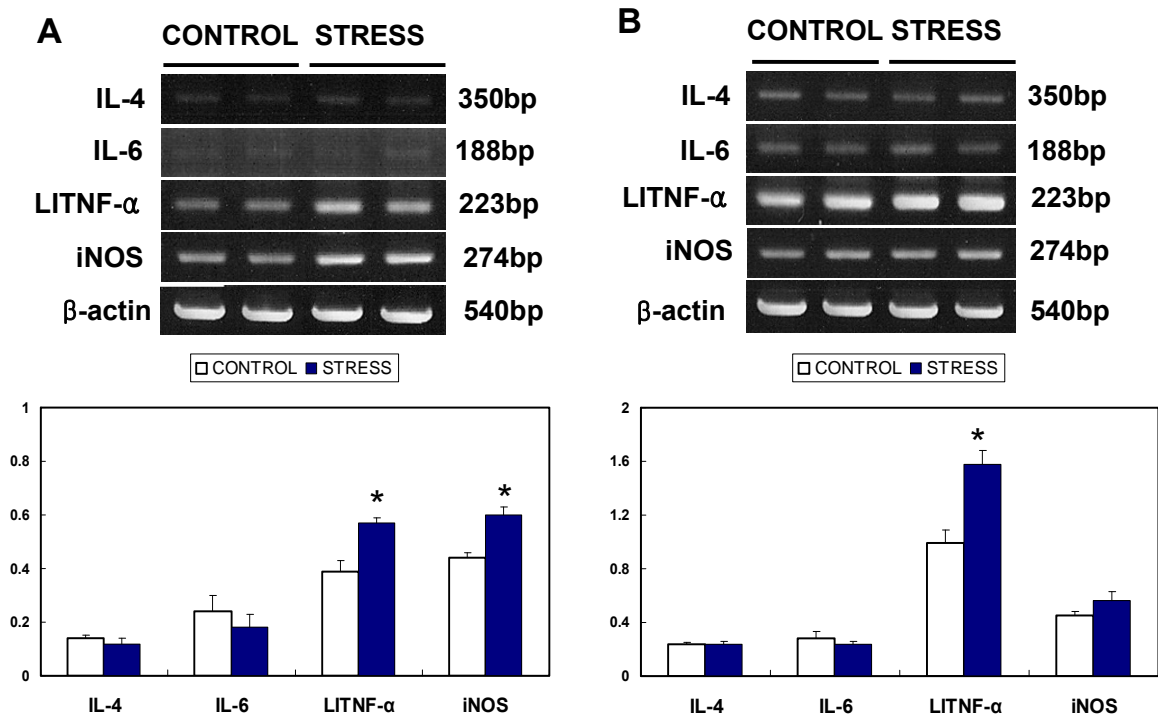 A
CONTROL STRESS
IL-4 350bp
IL-6 188bp
LITNF-α 223bp
iNOS 274bp
β-actin 540bp
CONTROL STRESS
1
0.8
0.6
0.4
0.2
0
* *
IL-4 IL-6 LITNF-α iNOS
B
CONTROL STRESS
IL-4 350bp
IL-6 188bp
LITNF-α 223bp
iNOS 274bp
β-actin 540bp
CONTROL STRESS
2
1.6
1.2
0.8
0.4
0
*
IL-4 IL-6 LITNF-α iNOS